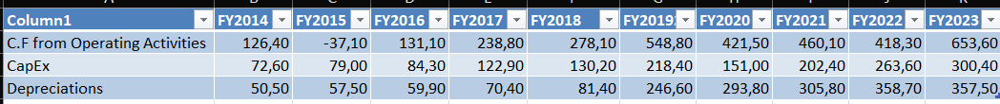 Column1 FY2014 FY2015 FY2016 FY2017 FY2018 FY2019 FY2020 FY2021 FY2022 FY2023
C.F from Operating Activities 126,40 -37,10 131,10 238,80 278,10 548,80 421,50 460,10 418,30 653,60
CapEx 72,60 79,00 84,30 122,90 130,20 218,40 151,00 202,40 263,60 300,40
Depreciations 50,50 57,50 59,90 70,40 81,40 246,60 293,80 305,80 358,70 357,50